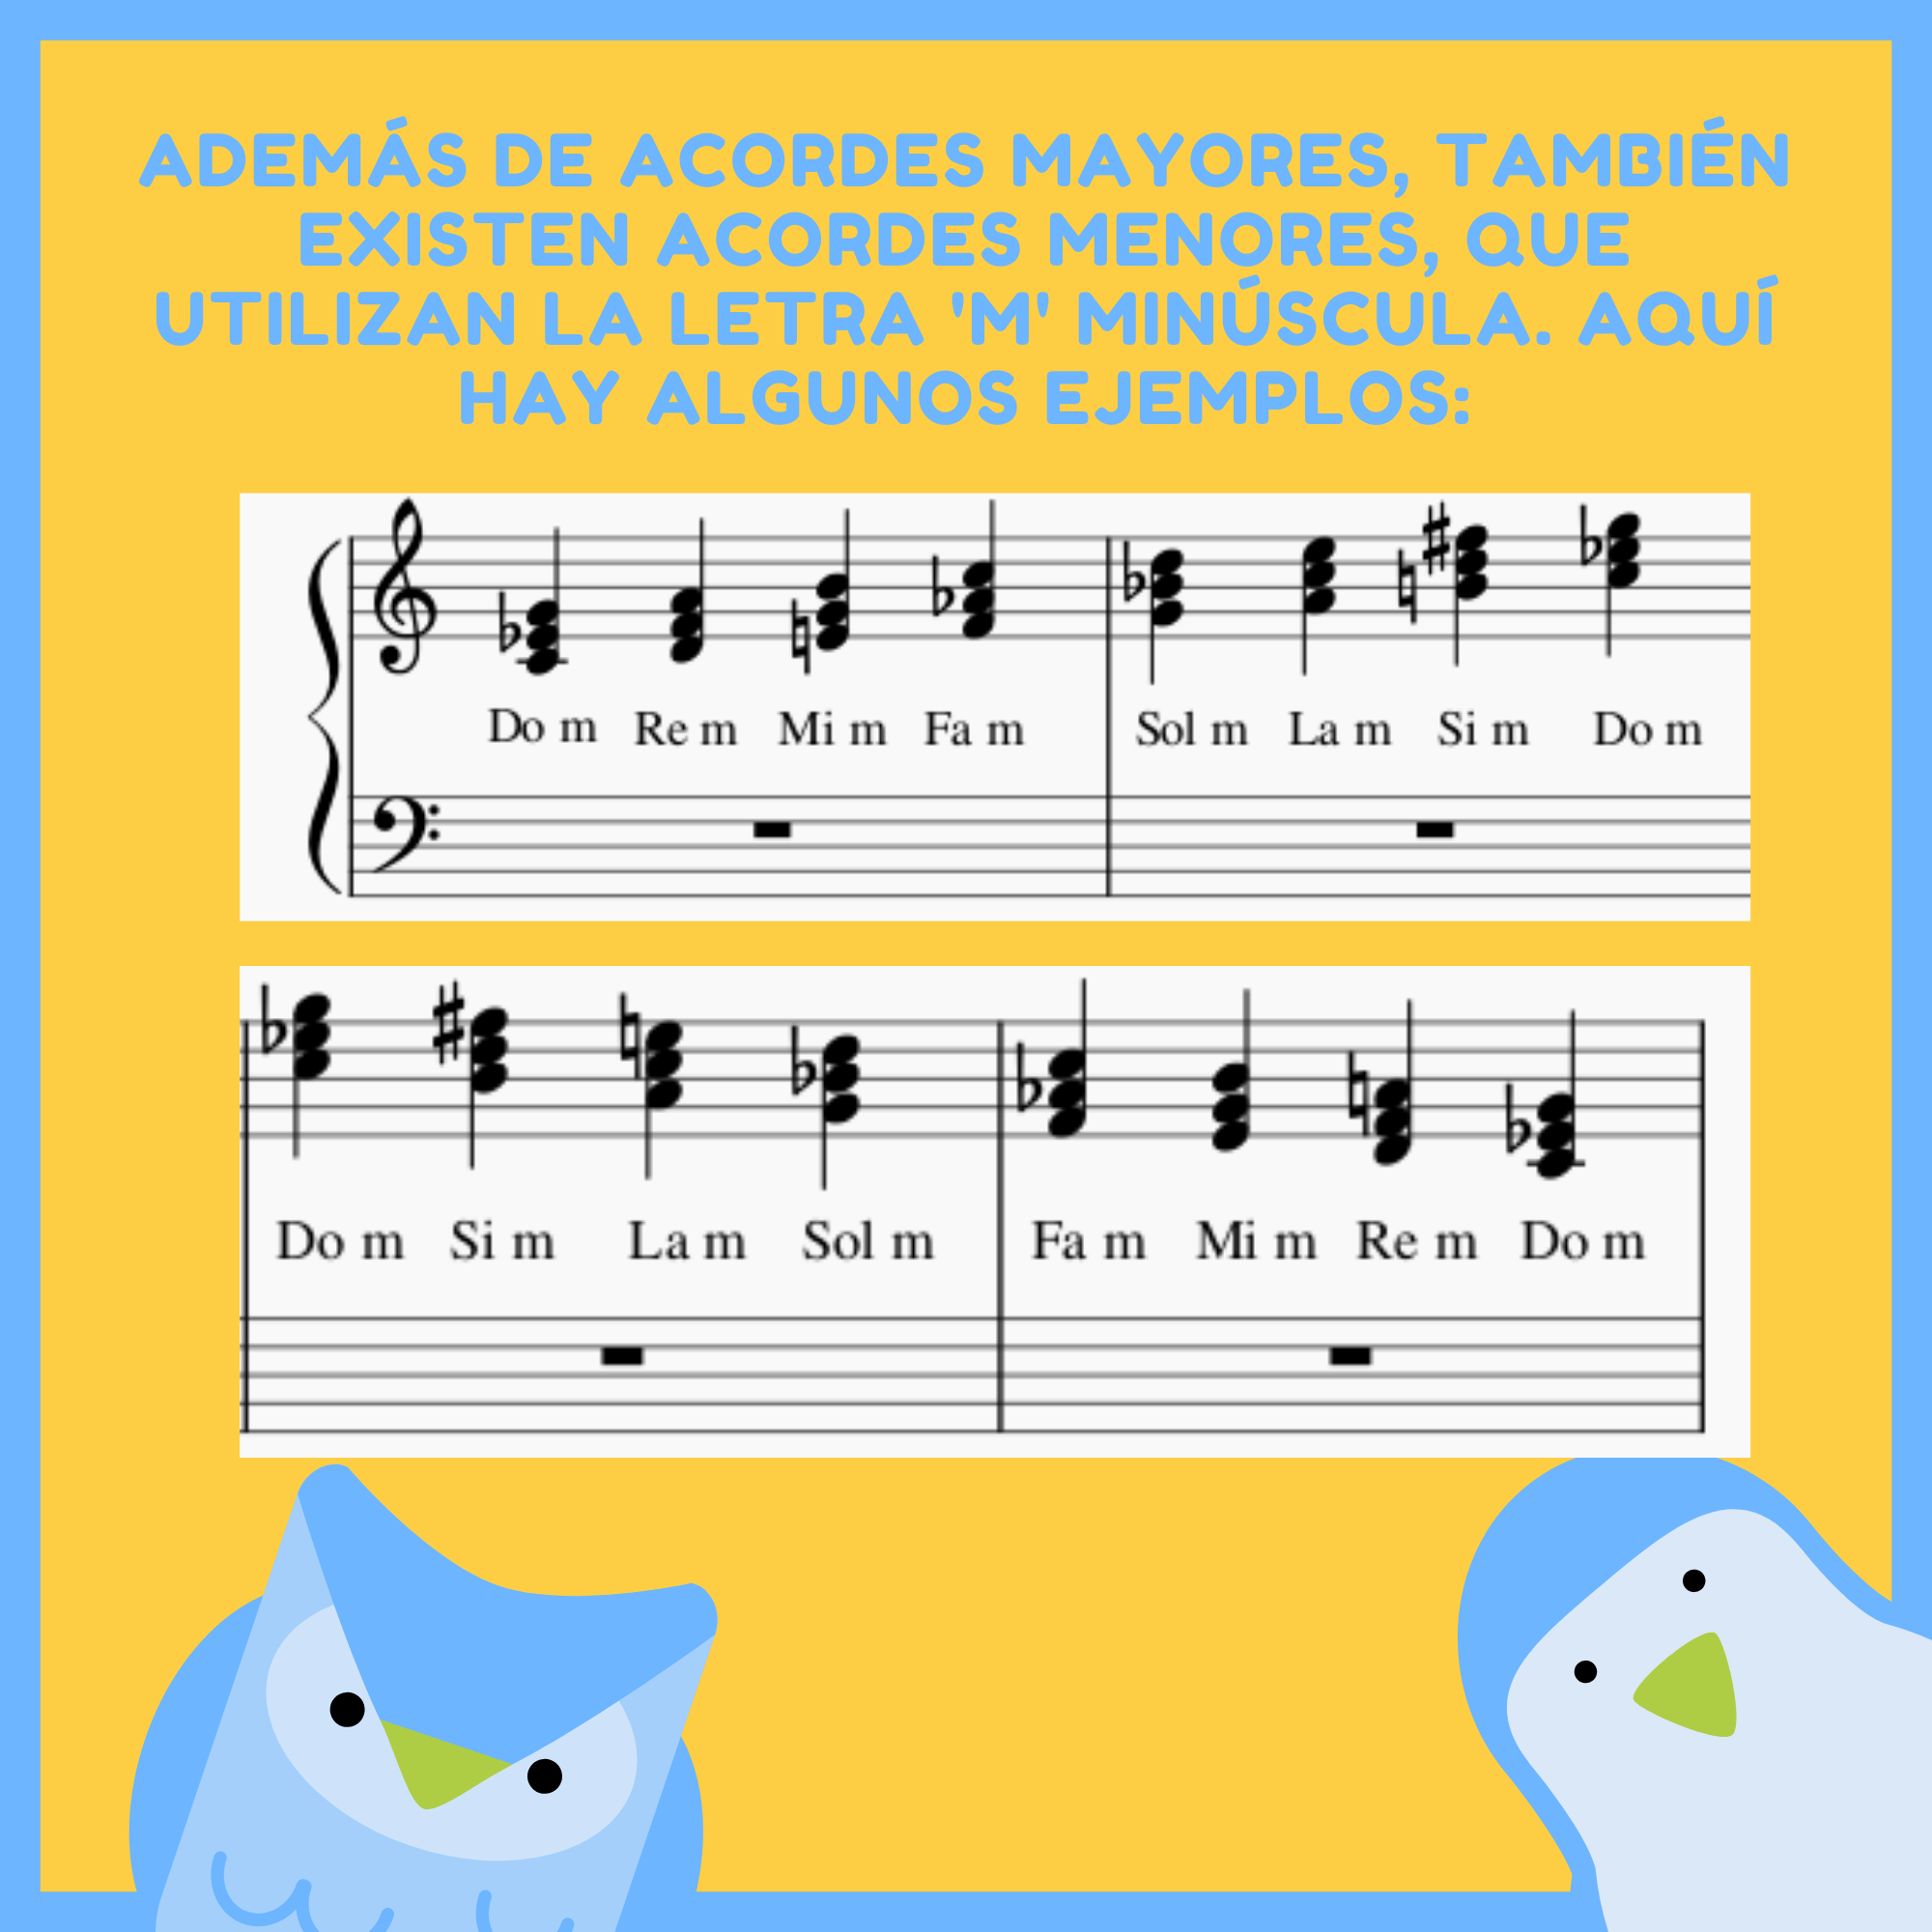 ADEMÁS DE ACORDES MAYORES, TAMBIÉN
EXISTEN ACORDES MENORES, QUE
UTILIZAN LA LETRA 'M' MINÚSCULA. AQUÍ
HAY ALGUNOS EJEMPLOS:
Do m Re m Mi m Fa m Sol m La m Si m Do m
Do m Si m La m Sol m Fa m Mi m Re m Do m